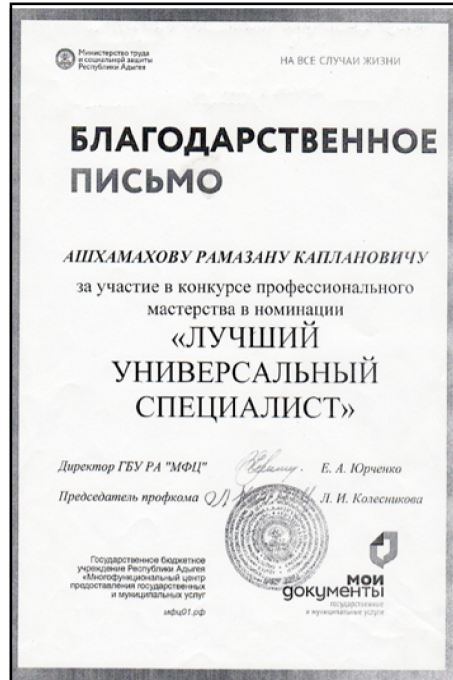 Министерство труда
и социальной защиты
Республики Адыгея
НА ВСЕ СЛУЧАИ ЖИЗНИ
БЛАГОДАРСТВЕННОЕ
ПИСЬМО
АШХАМАХОВУ РАМАЗАНУ КАПЛАНОВИЧУ
за участие в конкурсе профессионального
мастерства в номинации
«ЛУЧШИЙ
УНИВЕРСАЛЬНЫЙ
СПЕЦИАЛИСТ»
Директор ГБУ РА "МФЦ" Е. А. Юрченко
Председатель профкома Л. И. Колесникова
Государственное бюджетное
учреждение Республики Адыгея
«Многофункциональный центр
предоставления государственных
и муниципальных услуг
мфц01.рф
мои
документы
государственные
и муниципальные услуги